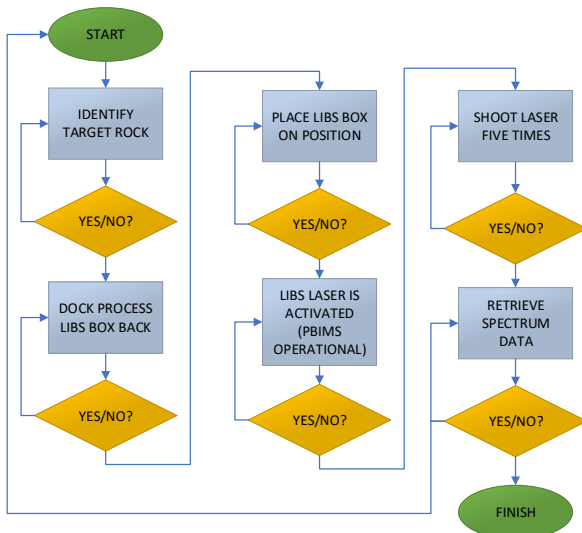 START
IDENTIFY
TARGET ROCK
YES/NO?
DOCK PROCESS
LIBS BOX BACK
YES/NO?
PLACE LIBS BOX
ON POSITION
YES/NO?
LIBS LASER IS
ACTIVATED
(PBIMS
OPERATIONAL)
YES/NO?
SHOOT LASER
FIVE TIMES
YES/NO?
RETRIEVE
SPECTRUM
DATA
YES/NO?
FINISH